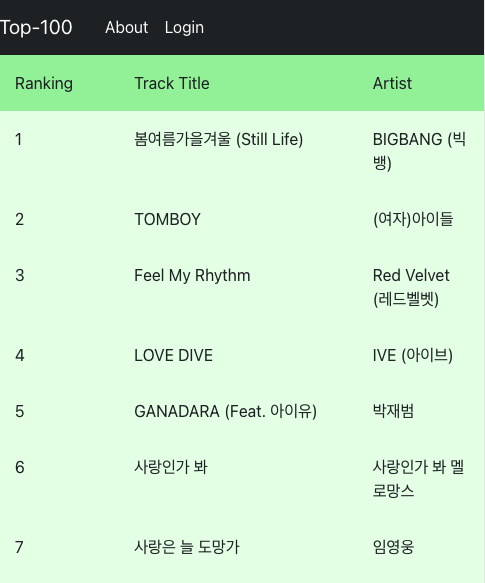 Top-100 About Login
Ranking Track Title Artist
1 봄여름가을겨울 (Still Life) BIGBANG (빅
뱅)
2 TOMBOY (여자)아이들
3 Feel My Rhythm Red Velvet
(레드벨벳)
4 LOVE DIVE IVE (아이브)
5 GANADARA (Feat. 아이유) 박재범
6 사랑인가 봐 사랑인가 봐 멜
로망스
7 사랑은 늘 도망가 임영웅